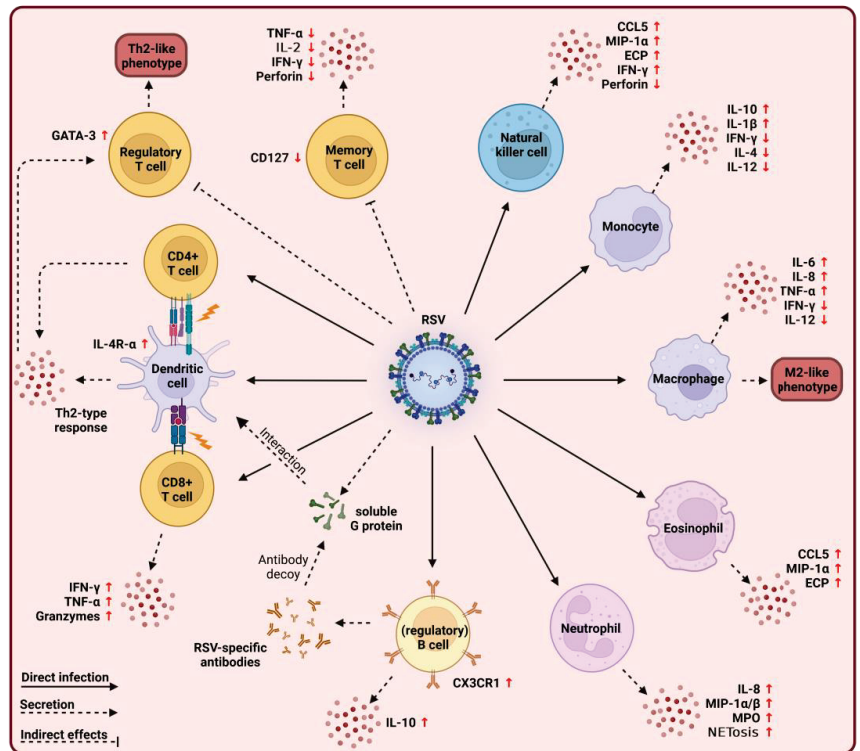 Th2-like
phenotype
GATA-3 ↑
Regulatory
T cell
TNF-α ↓
IL-2 ↓
IFN-γ ↓
Perforin ↓
CD127 ↓
Memory
T cell
CCL5 ↑
MIP-1α ↑
ECP ↑
IFN-γ ↑
Perforin ↓
Natural
killer cell
IL-10 ↑
IL-1β ↑
IFN-γ ↓
IL-4 ↓
IL-12 ↓
Monocyte
CD4+
T cell
IL-4R-α ↑
Dendritic
cell
Th2-type
response
CD8+
T cell
IFN-γ ↑
TNF-α ↑
Granzymes ↑
RSV
IL-6 ↑
IL-8 ↑
TNF-α ↑
IFN-γ ↓
IL-12 ↓
Macrophage
M2-like
phenotype
Interaction
soluble
G protein
Antibody
decoy
RSV-specific
antibodies
(regulatory)
B cell
CX3CR1 ↑
IL-10 ↑
Eosinophil
CCL5 ↑
MIP-1α ↑
ECP ↑
Neutrophil
IL-8 ↑
MIP-1α/β ↑
MPO ↑
NETosis ↑
Direct infection
Secretion
Indirect effects